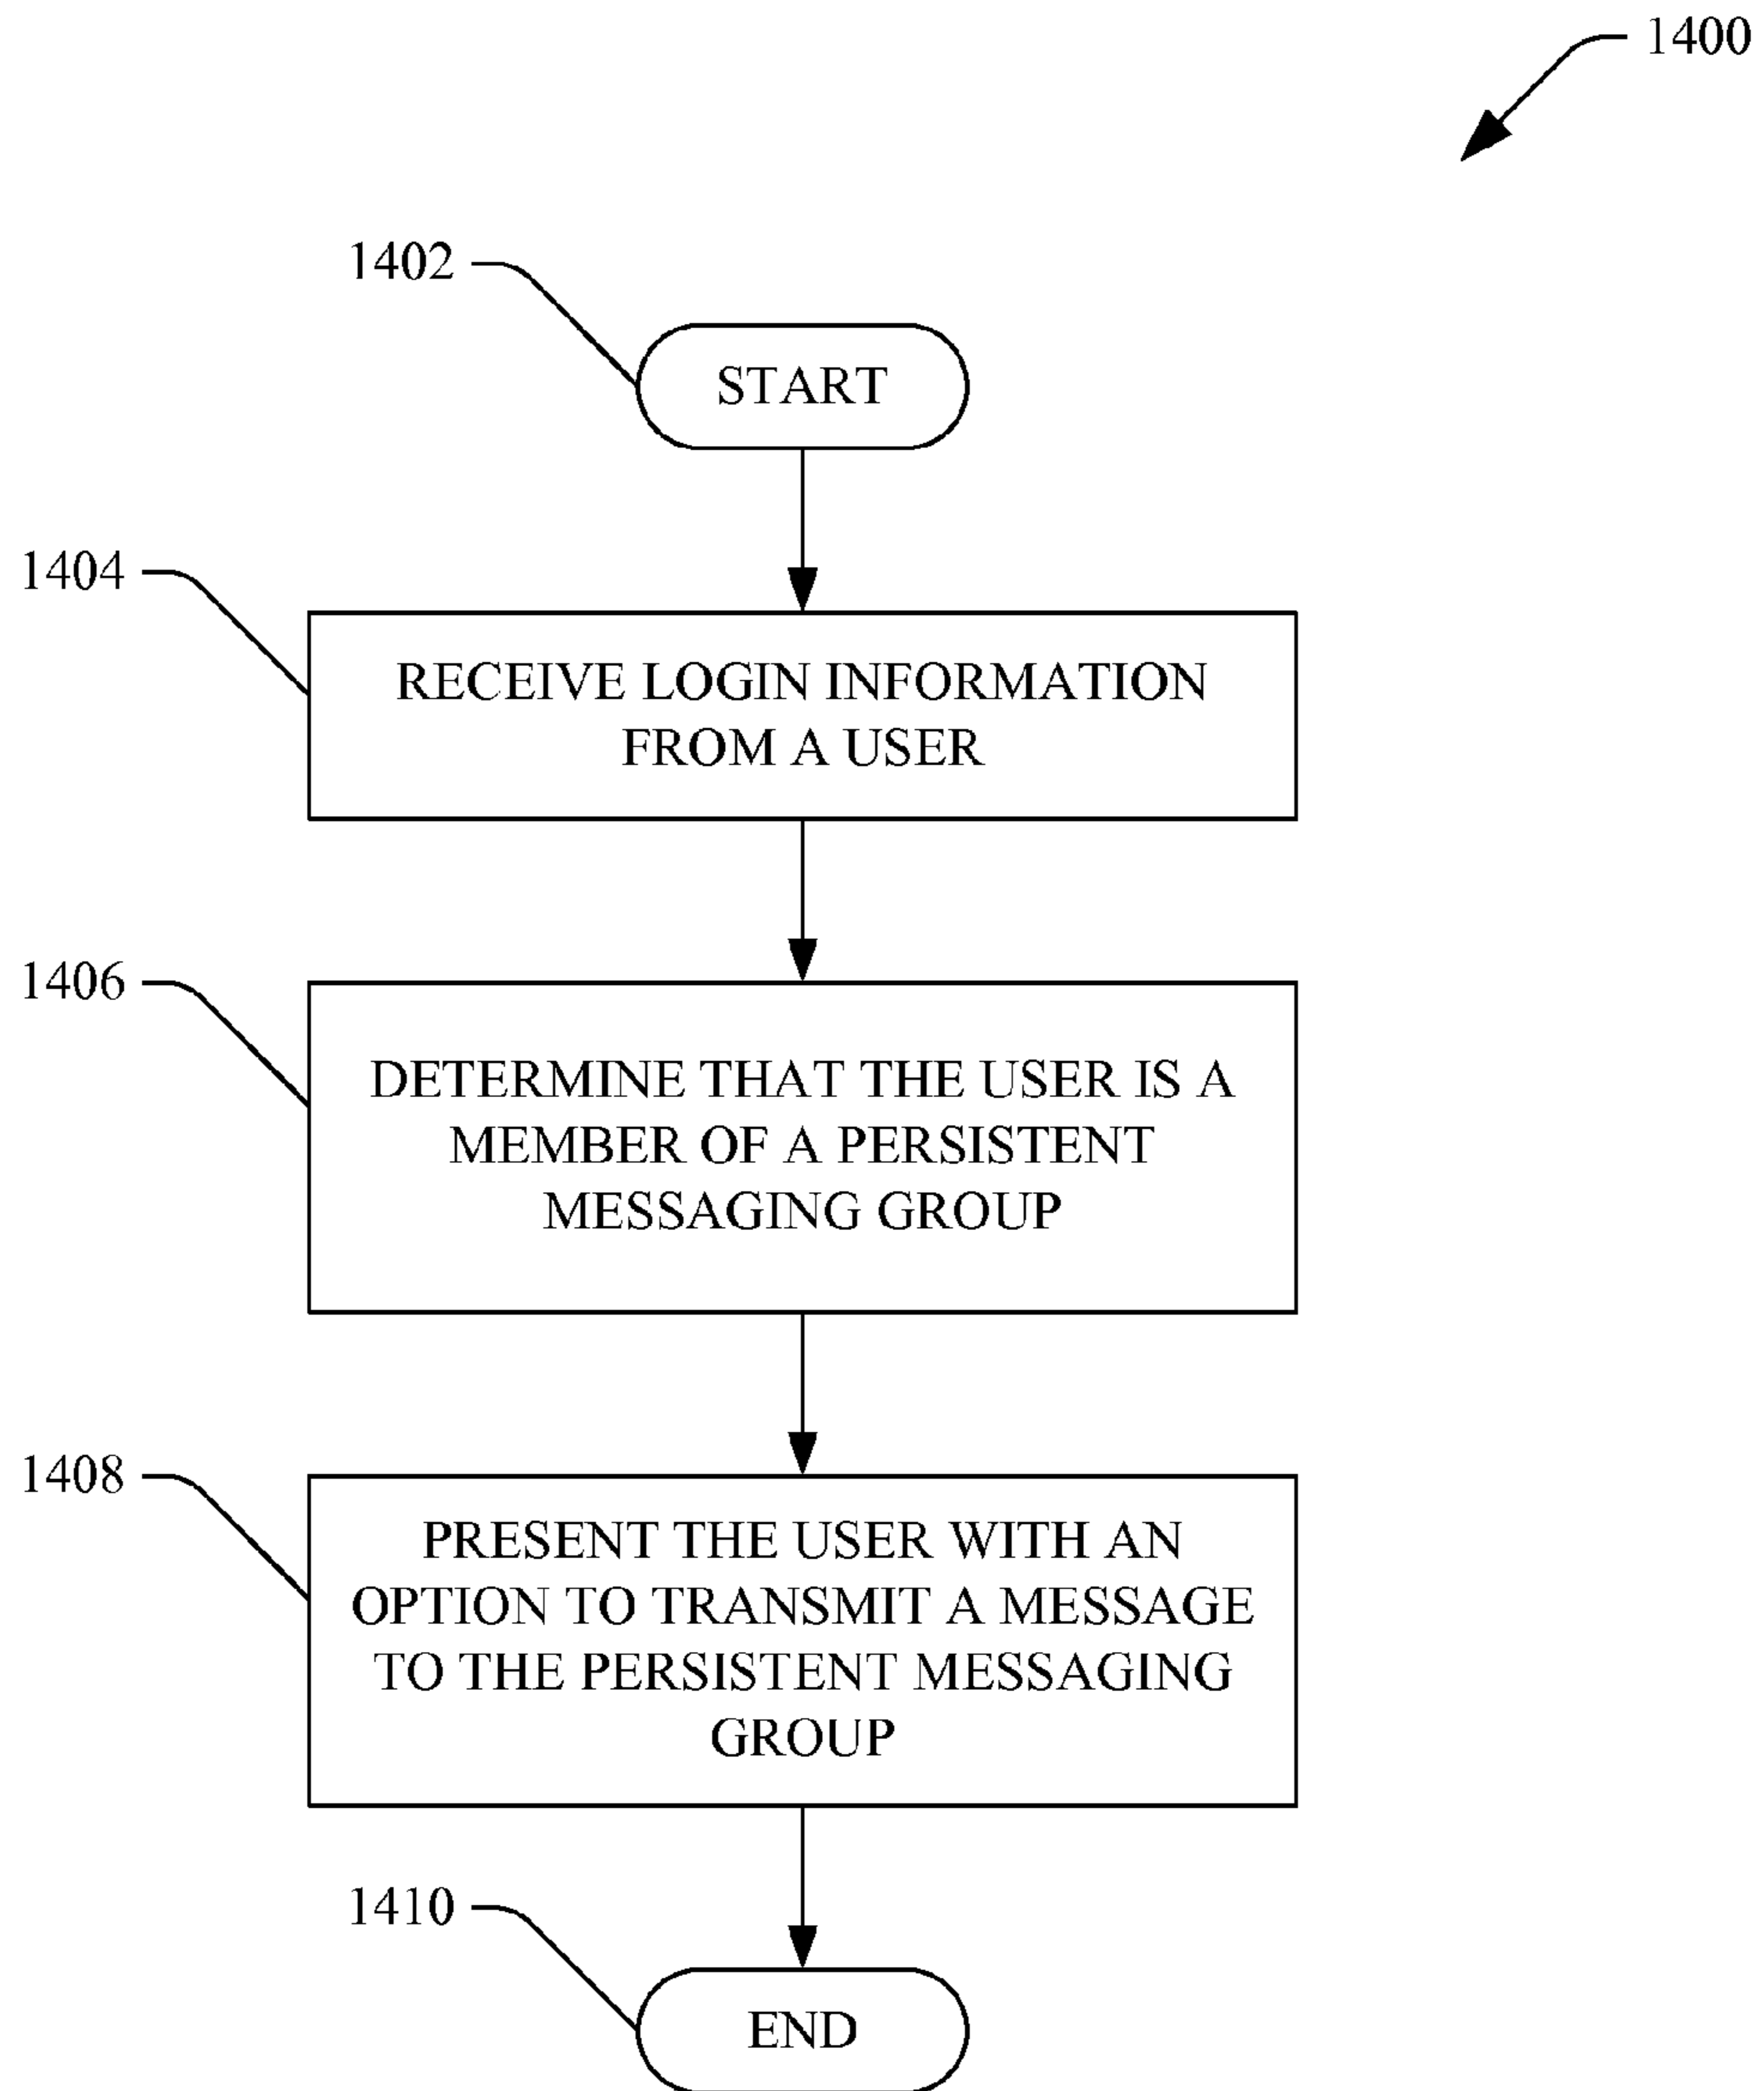 1400
1402
START
1404
RECEIVE LOGIN INFORMATION
FROM A USER
1406
DETERMINE THAT THE USER IS A
MEMBER OF A PERSISTENT
MESSAGING GROUP
1408
PRESENT THE USER WITH AN
OPTION TO TRANSMIT A MESSAGE
TO THE PERSISTENT MESSAGING
GROUP
1410
END